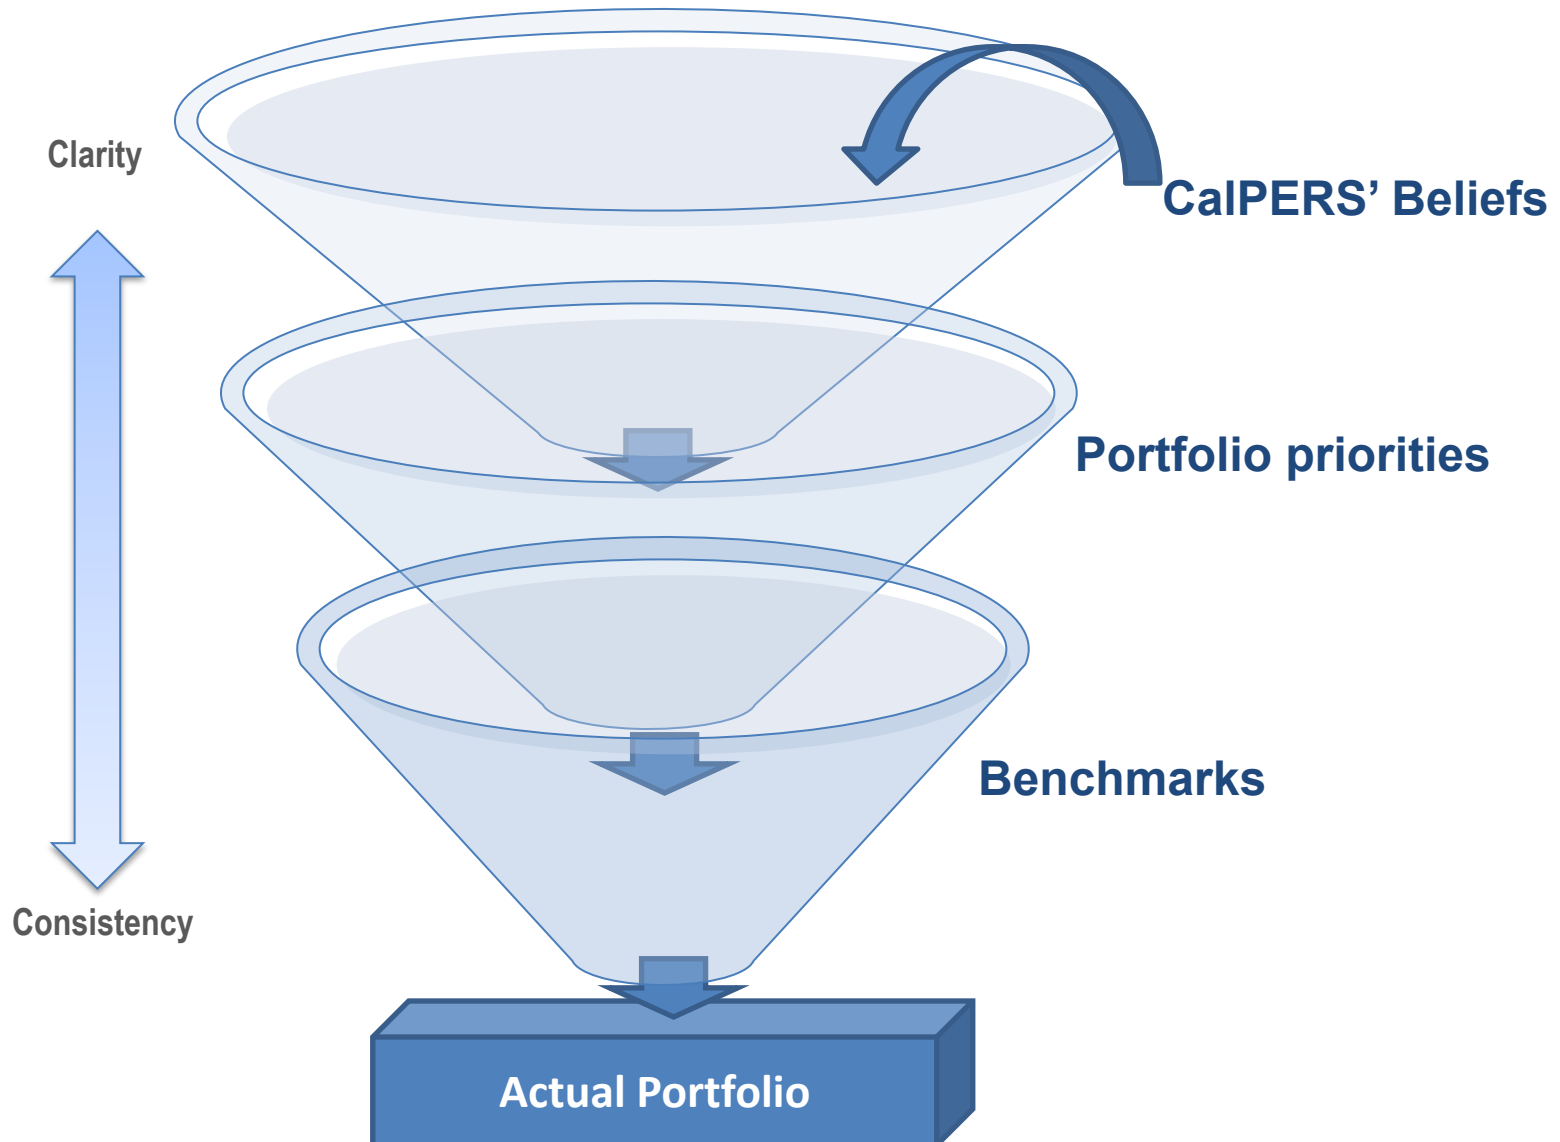 Clarity
CalPERS’ Beliefs
Portfolio priorities
Benchmarks
Consistency
Actual Portfolio